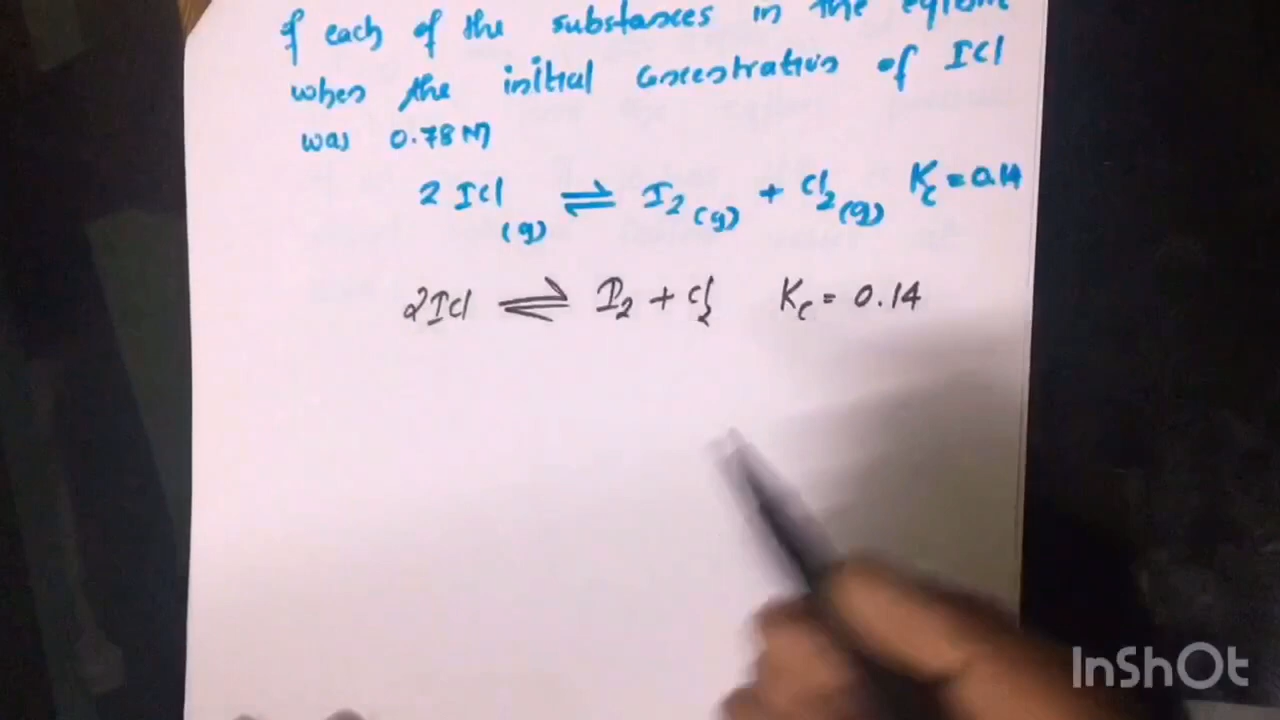 of each of the substances in the
when the initial concentration of ICl
was 0.78M
2 ICl (g) ⇌ I2 (g) + Cl2 (g) Kc = 0.14
2ICl ⇌ I2 + Cl2 Kc = 0.14
InShOt